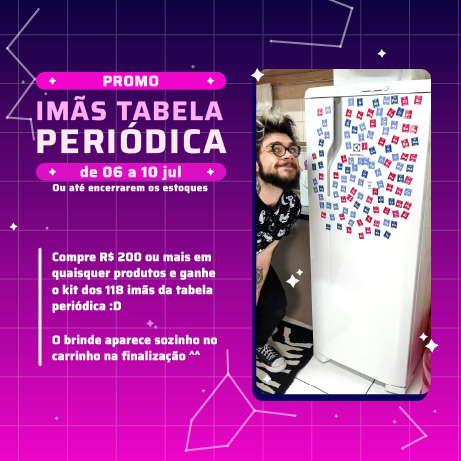 PROMO
IMÃS TABELA
PERIÓDICA
de 06 a 10 jul
Ou até encerrarem os estoques
Compre R$ 200 ou mais em
quaisquer produtos e ganhe
o kit dos 118 imãs da tabela
periódica :D
O brinde aparece sozinho no
carrinho na finalização ^^